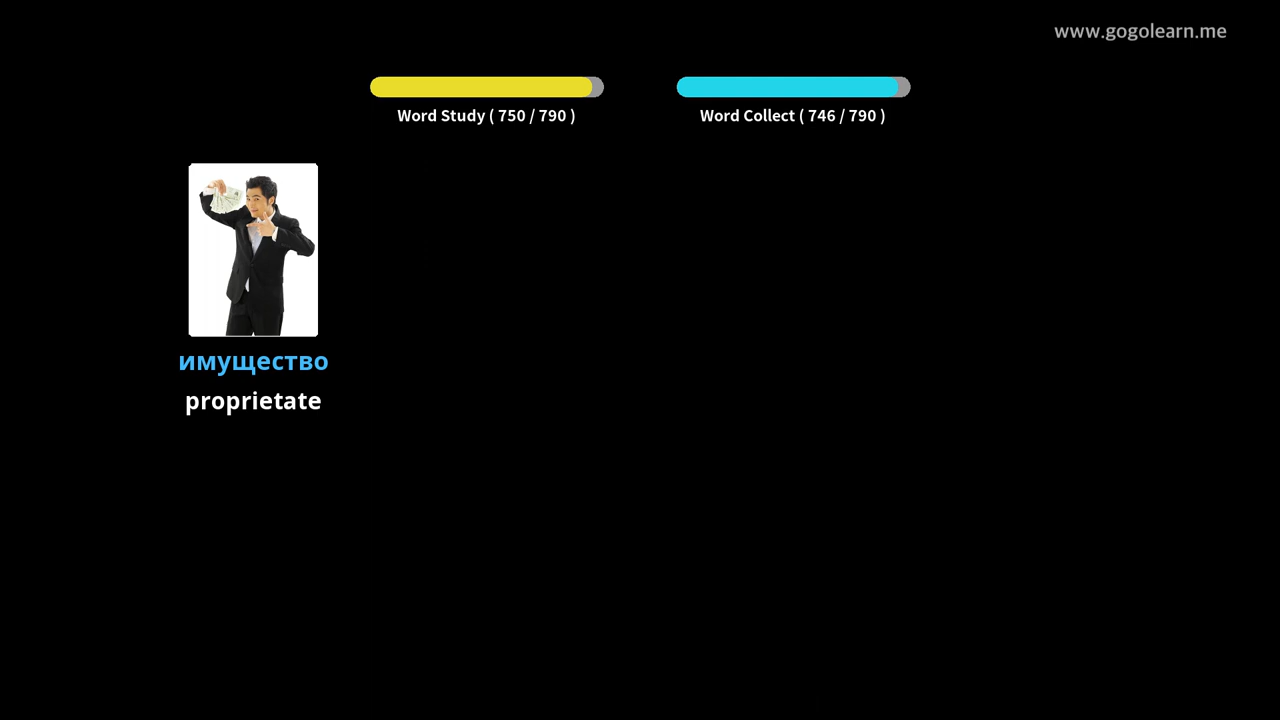 www.gogolearn.me
Word Study ( 750 / 790 )
Word Collect ( 746 / 790 )
имущество
proprietate